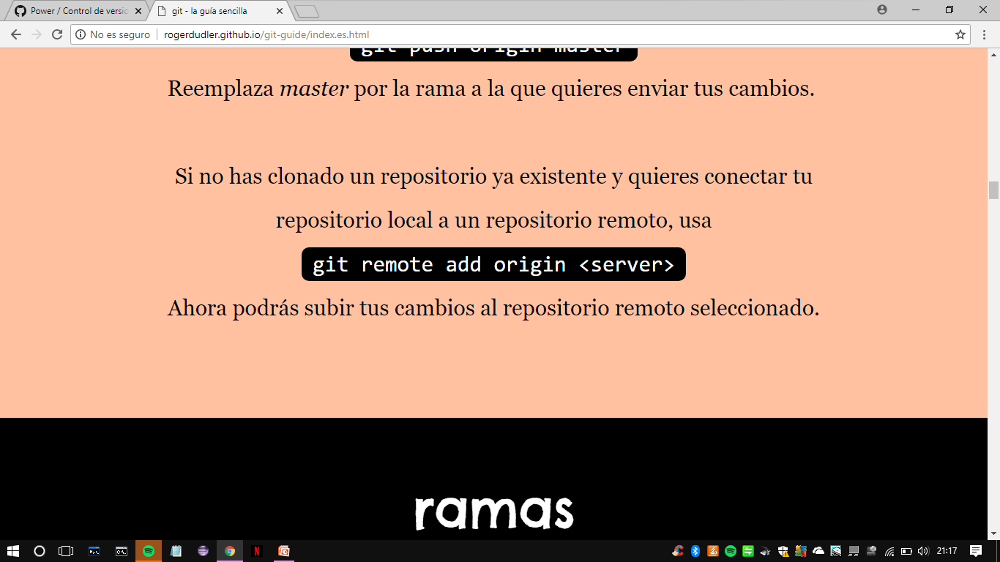 Power / Control de versio
git - la guía sencilla
No es seguro
rogerdudler.github.io/git-guide/index.es.html
git push origin master
Reemplaza master por la rama a la que quieres enviar tus cambios.
Si no has clonado un repositorio ya existente y quieres conectar tu
repositorio local a un repositorio remoto, usa
git remote add origin <server>
Ahora podrás subir tus cambios al repositorio remoto seleccionado.
ramas
21:17